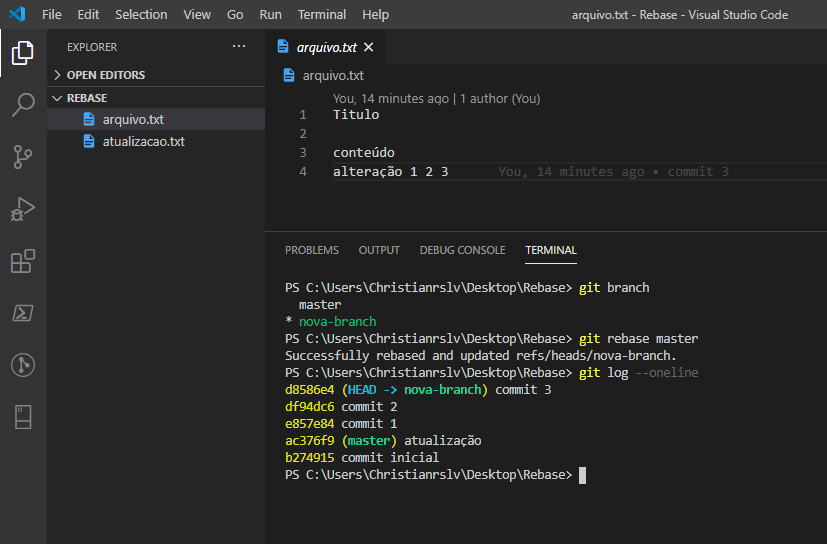 File Edit Selection View Go Run Terminal Help arquivo.txt - Rebase - Visual Studio Code
EXPLORER ...
OPEN EDITORS
REBASE
arquivo.txt
atualizacao.txt
arquivo.txt
arquivo.txt
You, 14 minutes ago | 1 author (You)
1 Titulo
2
3 conteúdo
4 alteração 1 2 3 You, 14 minutes ago • commit 3
PROBLEMS OUTPUT DEBUG CONSOLE TERMINAL
PS C:\Users\Christianrslv\Desktop\Rebase> git branch
master
* nova-branch
PS C:\Users\Christianrslv\Desktop\Rebase> git rebase master
Successfully rebased and updated refs/heads/nova-branch.
PS C:\Users\Christianrslv\Desktop\Rebase> git log --oneline
d8586e4 (HEAD -> nova-branch) commit 3
df94dc6 commit 2
e857e84 commit 1
ac376f9 (master) atualização
b274915 commit inicial
PS C:\Users\Christianrslv\Desktop\Rebase>